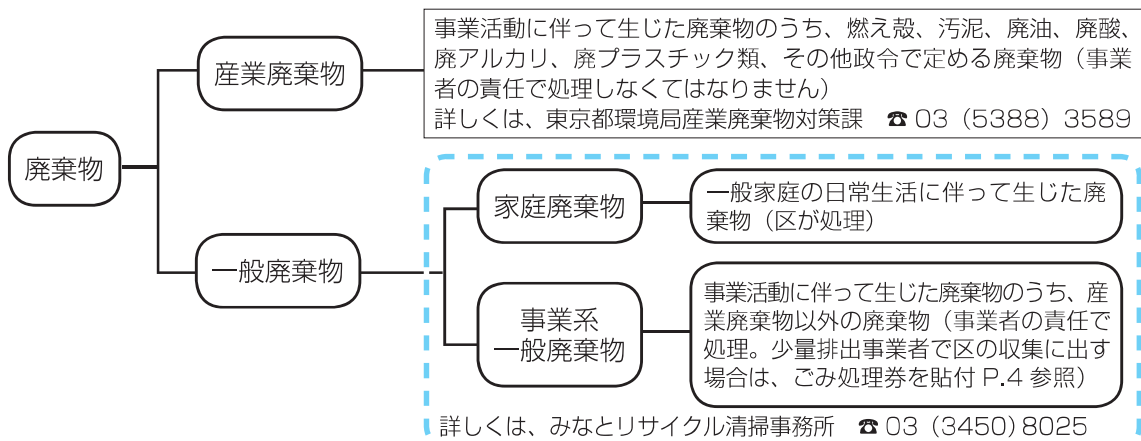 廃棄物
産業廃棄物
事業活動に伴って生じた廃棄物のうち、燃え殻、汚泥、廃油、廃酸、
廃アルカリ、廃プラスチック類、その他政令で定める廃棄物（事業
者の責任で処理しなくてはなりません）
詳しくは、東京都環境局産業廃棄物対策課　☎ 03（5388）3589
一般廃棄物
家庭廃棄物
一般家庭の日常生活に伴って生じた廃
棄物（区が処理）
事業系
一般廃棄物
事業活動に伴って生じた廃棄物のうち、産
業廃棄物以外の廃棄物（事業者の責任で
処理。少量排出事業者で区の収集に出す
場合は、ごみ処理券を貼付 P.4 参照）
詳しくは、みなとリサイクル清掃事務所　☎ 03（3450）8025